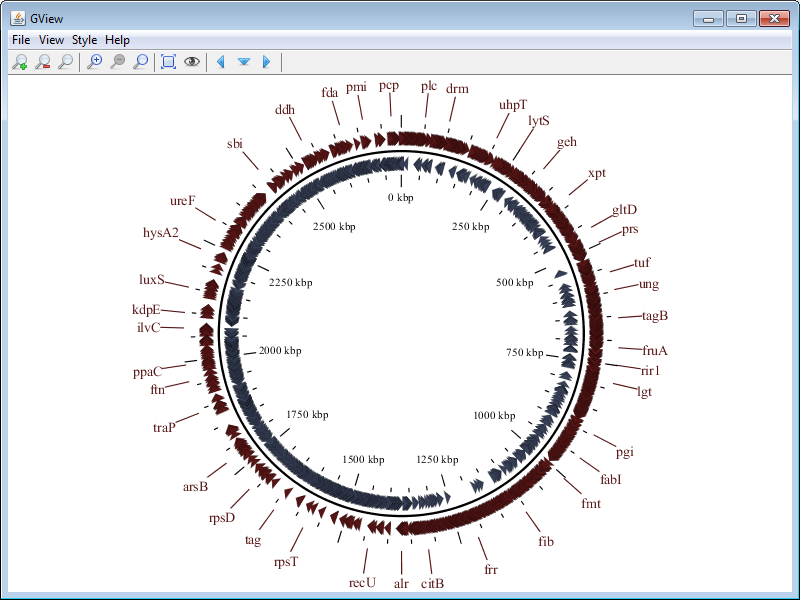 GView
File View Style Help
pcp
plc
drm
uhpT
lytS
geh
xpt
gltD
prs
tuf
ung
tagB
fruA
rir1
lgt
pgi
fabI
fmt
fib
frr
citB
alr
recU
rpsT
tag
rpsD
arsB
traP
ftn
ppaC
ilvC
kdpE
luxS
hysA2
ureF
sbi
ddh
fda
pmi
0 kbp
250 kbp
500 kbp
750 kbp
1000 kbp
1250 kbp
1500 kbp
1750 kbp
2000 kbp
2250 kbp
2500 kbp